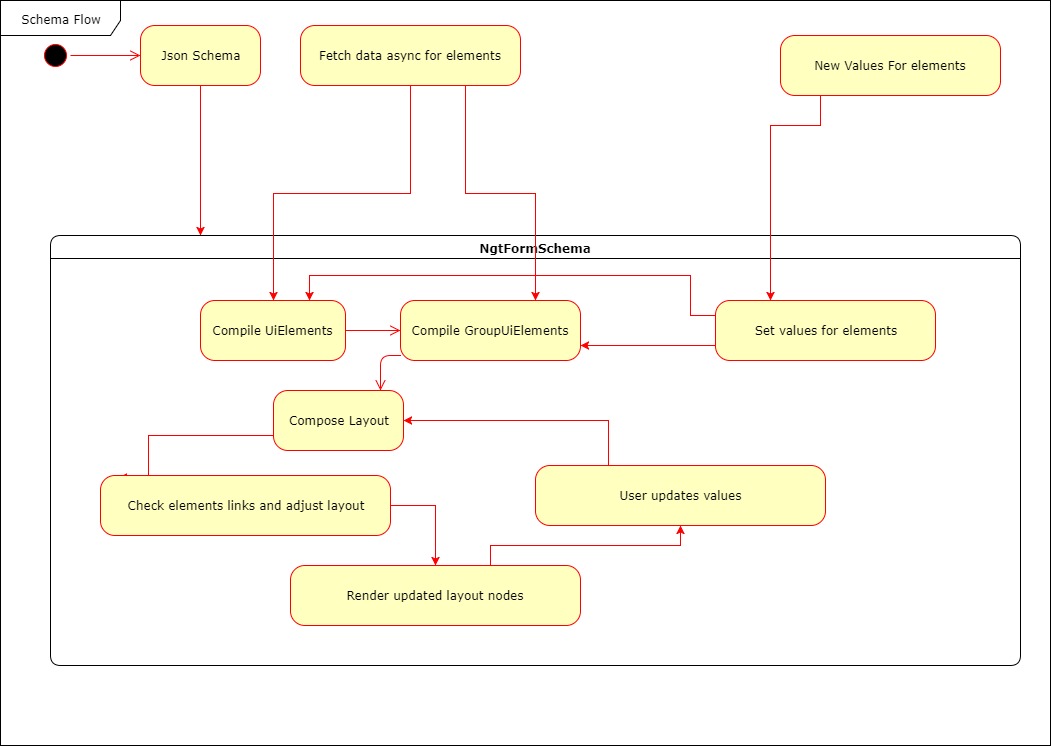 Schema Flow
Json Schema
Fetch data async for elements
New Values For elements
NgtFormSchema
Compile UiElements
Compile GroupUiElements
Set values for elements
Compose Layout
User updates values
Check elements links and adjust layout
Render updated layout nodes